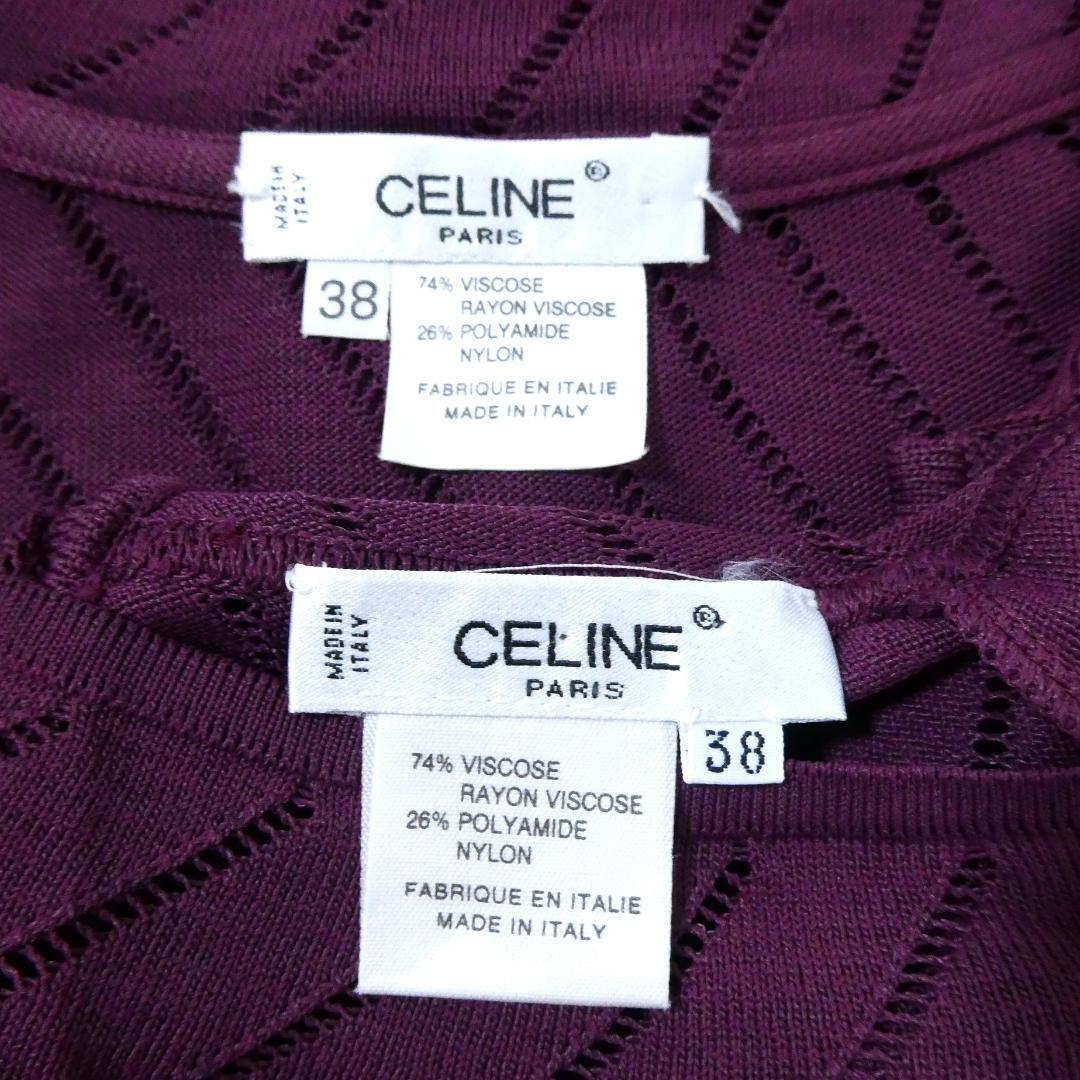 MADE IN
ITALY
CELINE®
PARIS
38
74% VISCOSE
RAYON VISCOSE
26% POLYAMIDE
NYLON
FABRIQUE EN ITALIE
MADE IN ITALY
MADE IN
ITALY
CELINE®
PARIS
38
74% VISCOSE
RAYON VISCOSE
26% POLYAMIDE
NYLON
FABRIQUE EN ITALIE
MADE IN ITALY